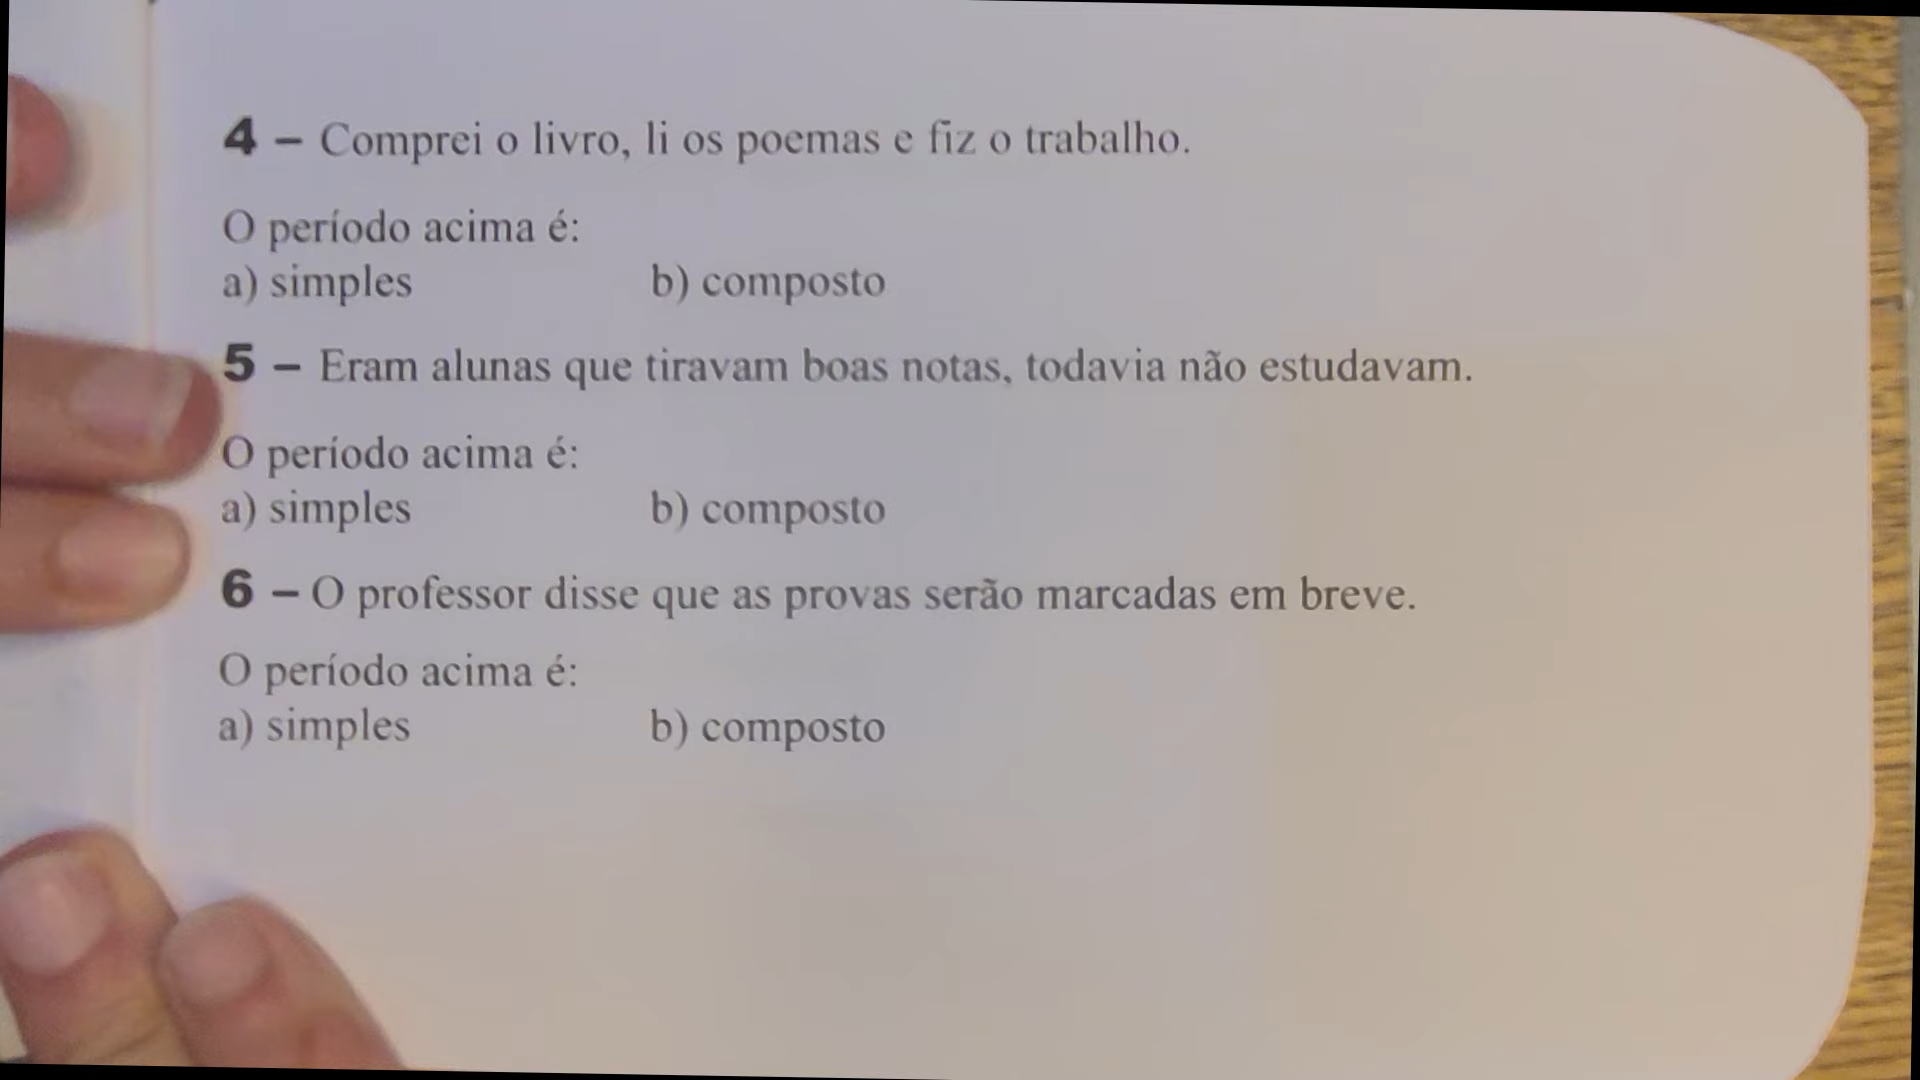 4 – Comprei o livro, li os poemas e fiz o trabalho.
O período acima é:
a) simples b) composto
5 – Eram alunas que tiravam boas notas, todavia não estudavam.
O período acima é:
a) simples b) composto
6 – O professor disse que as provas serão marcadas em breve.
O período acima é:
a) simples b) composto